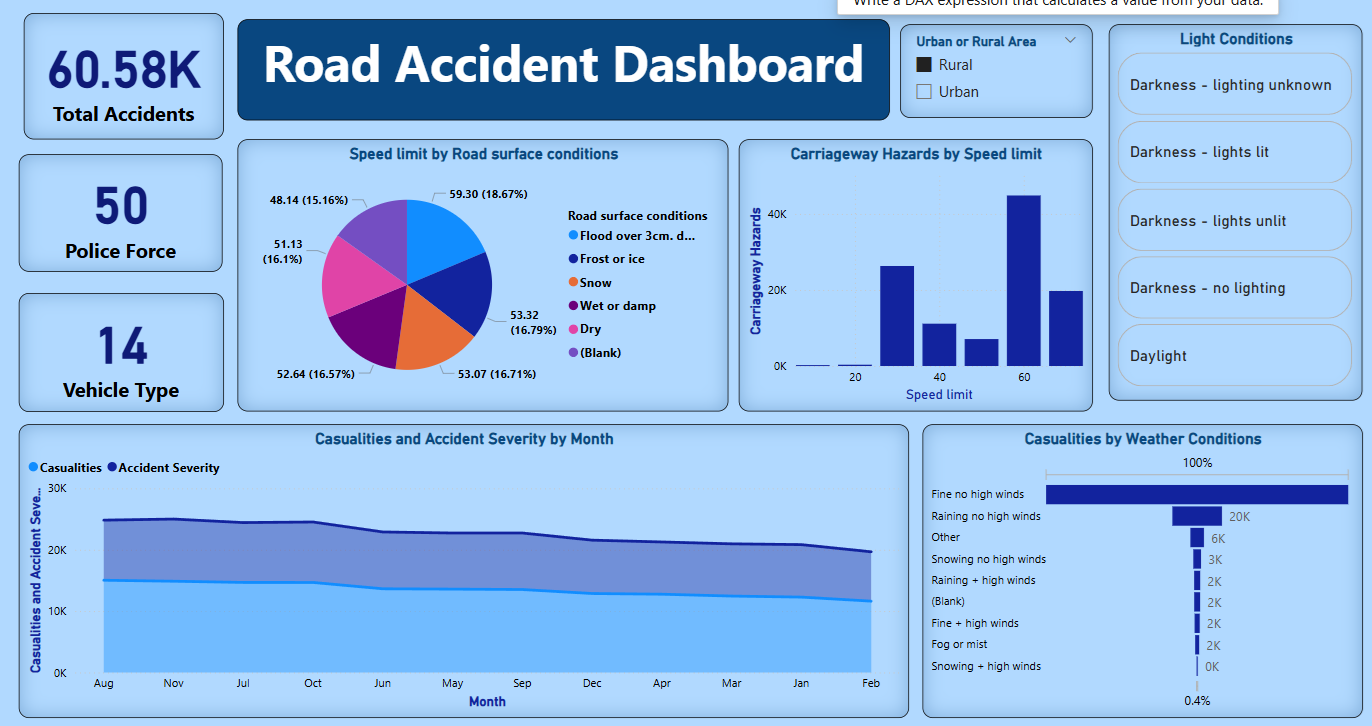 Write a DAX expression that calculates a value from your data.
60.58K
Total Accidents
Road Accident Dashboard
Urban or Rural Area
Rural
Urban
Light Conditions
Darkness - lighting unknown
Darkness - lights lit
Darkness - lights unlit
Darkness - no lighting
Daylight
50
Police Force
14
Vehicle Type
Speed limit by Road surface conditions
59.30 (18.67%)
53.32
(16.79%)
53.07 (16.71%)
52.64 (16.57%)
51.13
(16.1%)
48.14 (15.16%)
Road surface conditions
Flood over 3cm. d...
Frost or ice
Snow
Wet or damp
Dry
(Blank)
Carriageway Hazards by Speed limit
Carriageway Hazards
40K
20K
0K
20
40
60
Speed limit
Casualities and Accident Severity by Month
Casualities
Accident Severity
Casualities and Accident Seve...
30K
20K
10K
0K
Aug
Nov
Jul
Oct
Jun
May
Sep
Dec
Apr
Mar
Jan
Feb
Month
Casualities by Weather Conditions
100%
Fine no high winds
Raining no high winds
20K
Other
6K
Snowing no high winds
3K
Raining + high winds
2K
(Blank)
2K
Fine + high winds
2K
Fog or mist
2K
Snowing + high winds
0K
0.4%